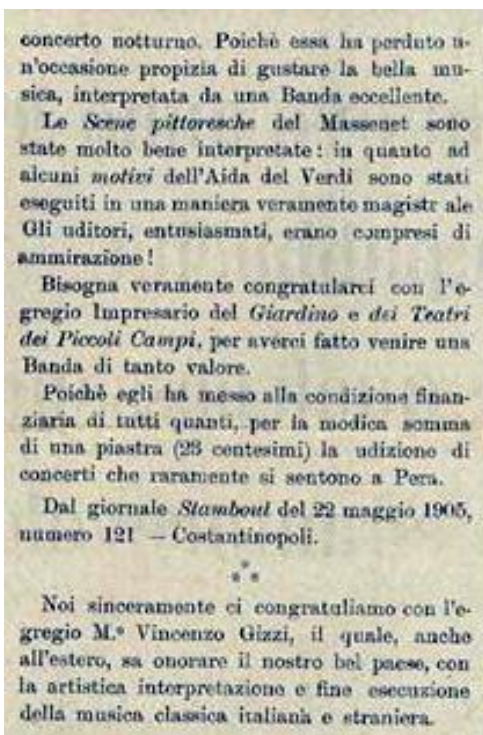 concerto notturno. Poichè essa ha perduto u-
n'occasione propizia di gustare la bella mu-
sica, interpretata da una Banda eccellente.
Le Scene pittoresche del Massenet sono
state molto bene interpretate: in quanto ad
alcuni motivi dell'Aida del Verdi sono stati
eseguiti in una maniera veramente magistr ale
Gli uditori, entusiasmati, erano compresi di
ammirazione!
Bisogna veramente congratularci con l'e-
gregio Impresario del Giardino e dei Teatri
dei Piccoli Campi, per averci fatto venire una
Banda di tanto valore.
Poichè egli ha messo alla condizione finan-
ziaria di tutti quanti, per la modica somma
di una piastra (23 centesimi) la udizione di
concerti che raramente si sentono a Pera.
Dal giornale Stamboul del 22 maggio 1905,
numero 121 — Costantinopoli.
⁂
Noi sinceramente ci congratuliamo con l'e-
gregio M.° Vincenzo Gizzi, il quale, anche
all'estero, sa onorare il nostro bel paese, con
la artistica interpretazione e fine esecuzione
della musica classica italiana e straniera.